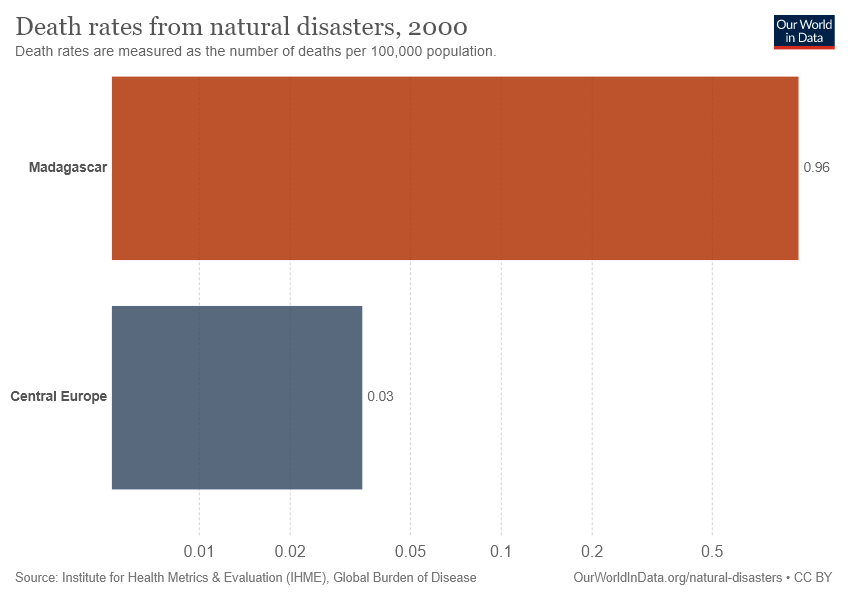 Death rates from natural disasters, 2000
Death rates are measured as the number of deaths per 100,000 population.
Our World
in Data
Madagascar
0.96
Central Europe
0.03
0.01 0.02 0.05 0.1 0.2 0.5
Source: Institute for Health Metrics & Evaluation (IHME), Global Burden of Disease
OurWorldInData.org/natural-disasters • CC BY